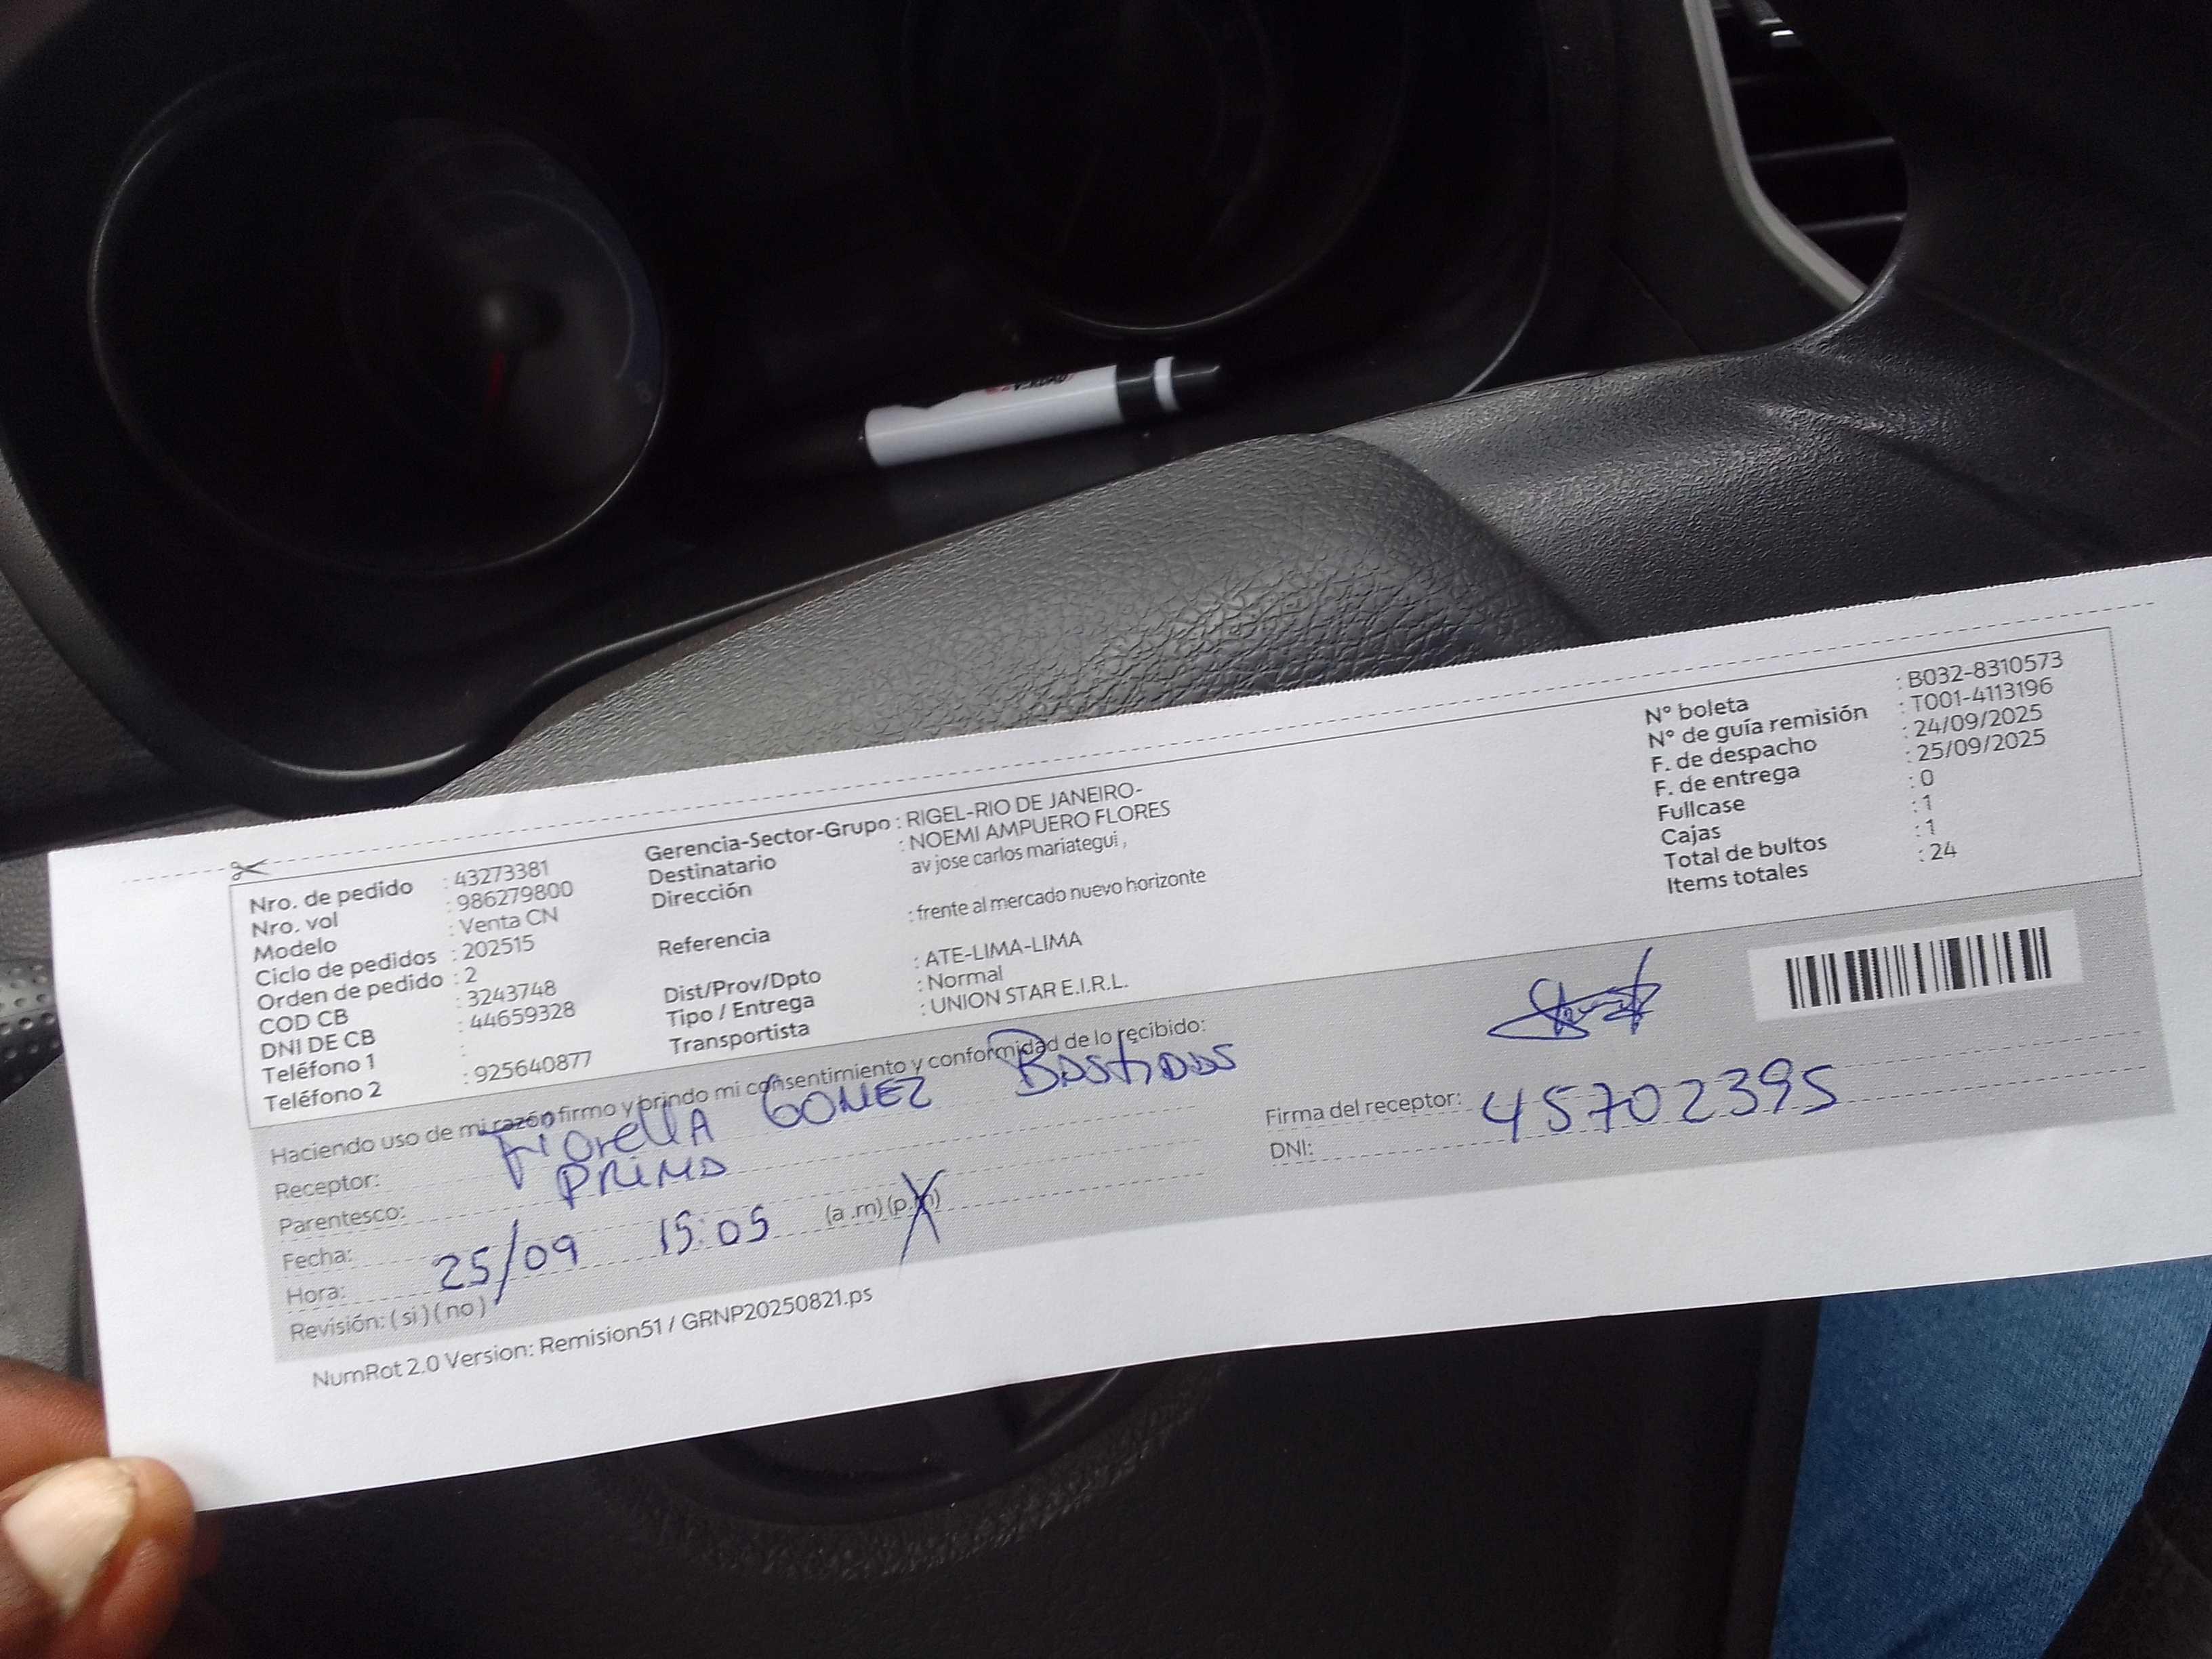 Nro. de pedido : 43273381
Nro. vol : 986279800
Modelo : Venta CN
Ciclo de pedidos : 202515
Orden de pedido : 2
COD CB : 3243748
DNI DE CB : 44659328
Teléfono 1 :
Teléfono 2 : 925640877
Gerencia-Sector-Grupo : RIGEL-RIO DE JANEIRO-
Destinatario : NOEMI AMPUERO FLORES
Dirección av jose carlos mariategui ,
Referencia : frente al mercado nuevo horizonte
Dist/Prov/Dpto : ATE-LIMA-LIMA
Tipo / Entrega : Normal
Transportista : UNION STAR E.I.R.L.
N° boleta : B032-8310573
N° de guía remisión : T001-4113196
F. de despacho : 24/09/2025
F. de entrega : 25/09/2025
Fullcase : 0
Cajas : 1
Total de bultos : 1
Items totales : 24
Haciendo uso de mi razón firmo y brindo mi consentimiento y conformidad de lo recibido:
Receptor: Fiorella GOMEZ Bastidas
Parentesco: PRIMA
Fecha: 25/09
Hora: 15:05 (a .m) (p.m)
Revisión: ( si ) ( no )
Firma del receptor:
DNI: 45702395
NumRot 2.0 Version: Remision51 / GRNP20250821.ps